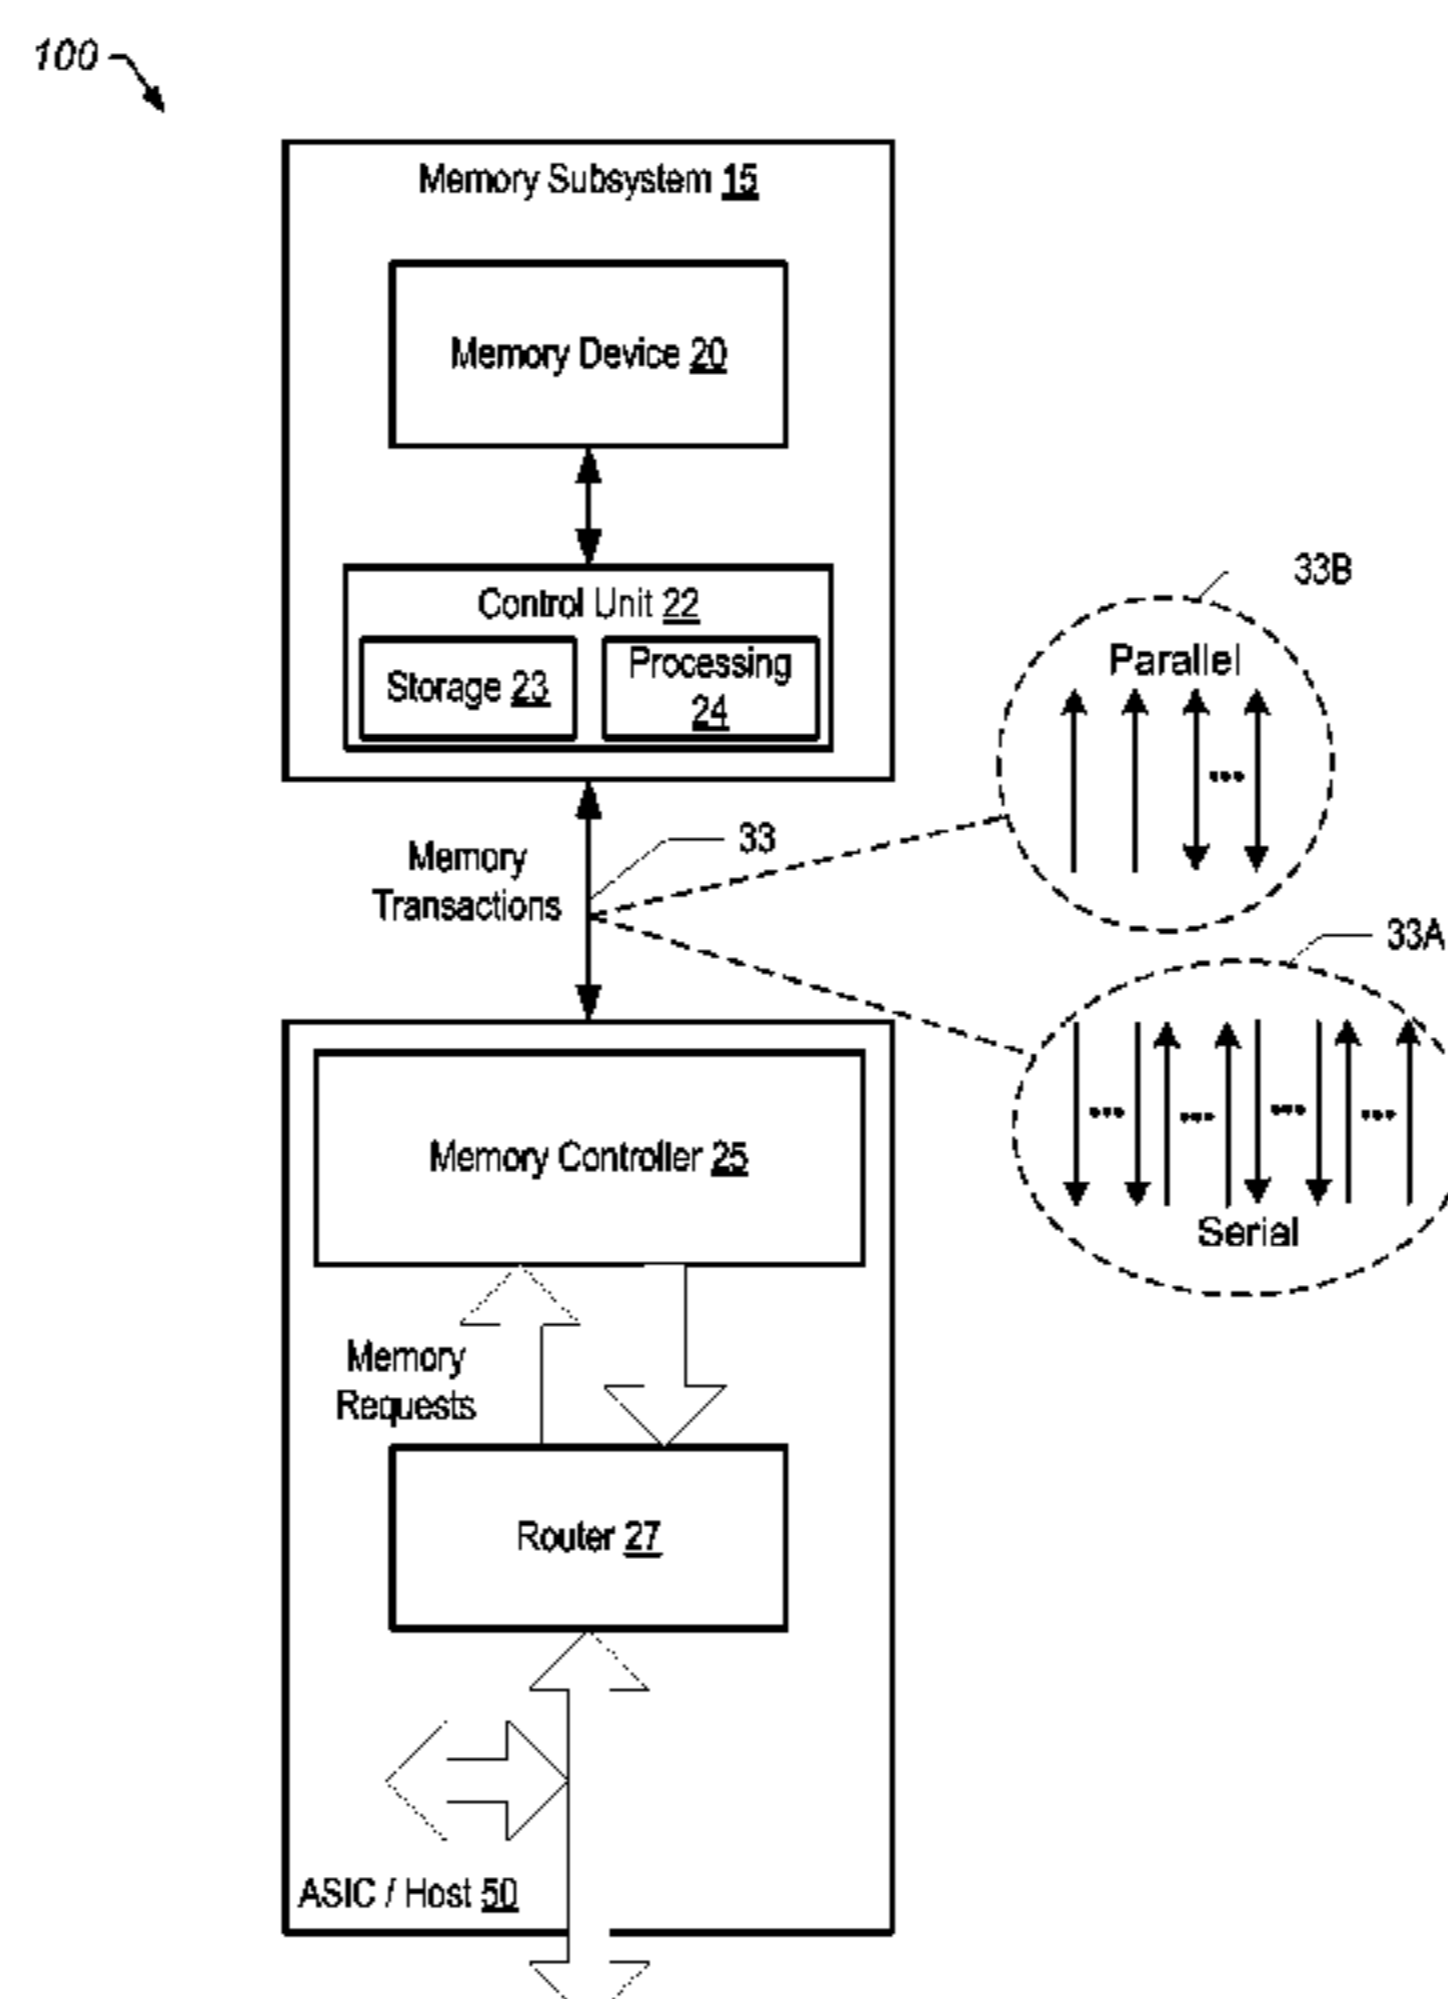 100
Memory Subsystem 15
Memory Device 20
Control Unit 22
Storage 23
Processing
24
33B
Parallel
...
Memory
Transactions
33
33A
... ... ... ...
Serial
Memory Controller 25
Memory
Requests
Router 27
ASIC / Host 50